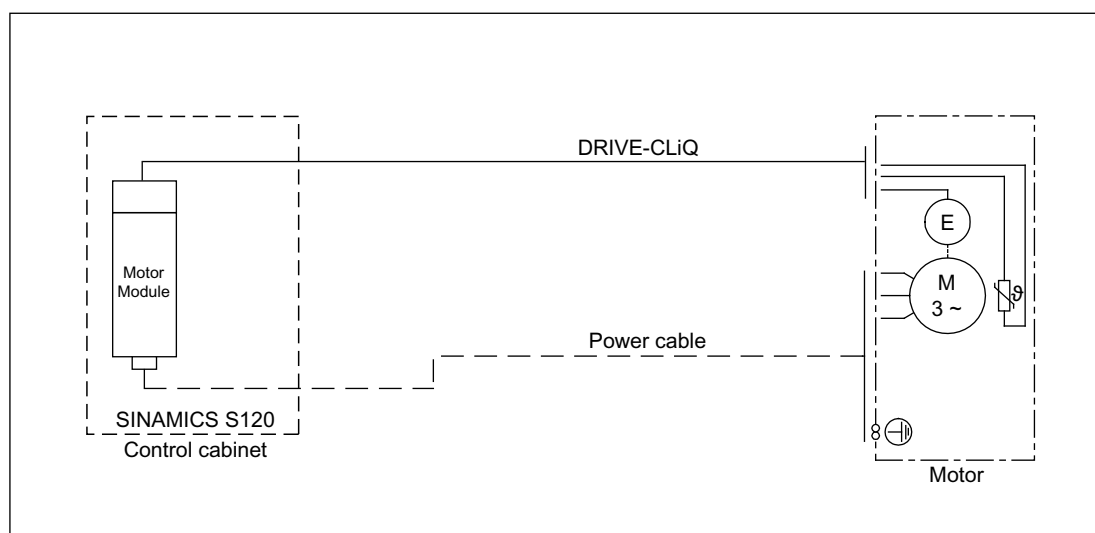 DRIVE-CLiQ
E
Motor
Module
M
3 ~
ϑ
Power cable
SINAMICS S120
Control cabinet
Motor